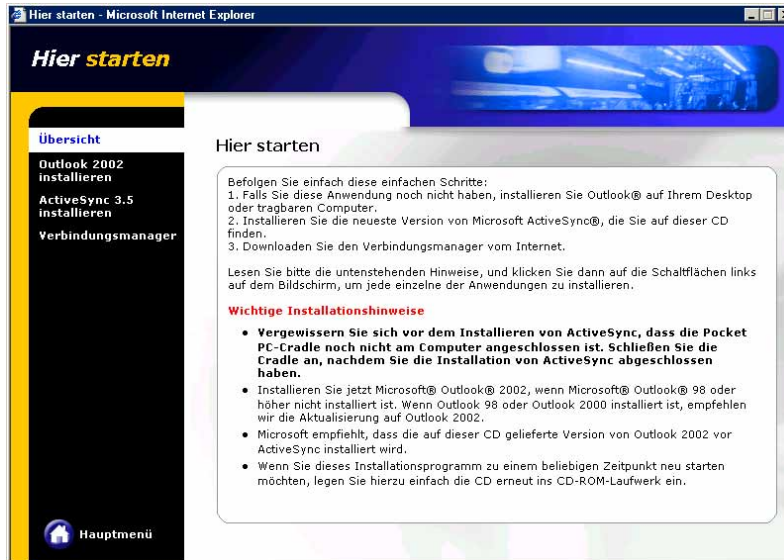 Hier starten - Microsoft Internet Explorer
Hier starten
Übersicht
Outlook 2002
installieren
ActiveSync 3.5
installieren
Verbindungsmanager
Hauptmenü
Hier starten
Befolgen Sie einfach diese einfachen Schritte:
1. Falls Sie diese Anwendung noch nicht haben, installieren Sie Outlook® auf Ihrem Desktop
oder tragbaren Computer.
2. Installieren Sie die neueste Version von Microsoft ActiveSync®, die Sie auf dieser CD
finden.
3. Downloaden Sie den Verbindungsmanager vom Internet.
Lesen Sie bitte die untenstehenden Hinweise, und klicken Sie dann auf die Schaltflächen links
auf dem Bildschirm, um jede einzelne der Anwendungen zu installieren.
Wichtige Installationshinweise
• Vergewissern Sie sich vor dem Installieren von ActiveSync, dass die Pocket
PC-Cradle noch nicht am Computer angeschlossen ist. Schließen Sie die
Cradle an, nachdem Sie die Installation von ActiveSync abgeschlossen
haben.
• Installieren Sie jetzt Microsoft® Outlook® 2002, wenn Microsoft® Outlook® 98 oder
höher nicht installiert ist. Wenn Outlook 98 oder Outlook 2000 installiert ist, empfehlen
wir die Aktualisierung auf Outlook 2002.
• Microsoft empfiehlt, dass die auf dieser CD gelieferte Version von Outlook 2002 vor
ActiveSync installiert wird.
• Wenn Sie dieses Installationsprogramm zu einem beliebigen Zeitpunkt neu starten
möchten, legen Sie hierzu einfach die CD erneut ins CD-ROM-Laufwerk ein.